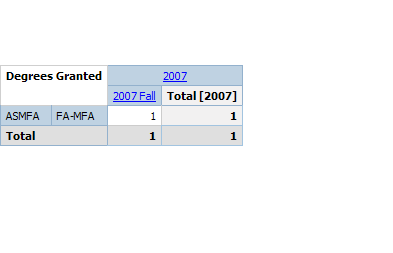 Degrees Granted 2007
2007 Fall Total [2007]
ASMFA FA-MFA 1 1
Total 1 1